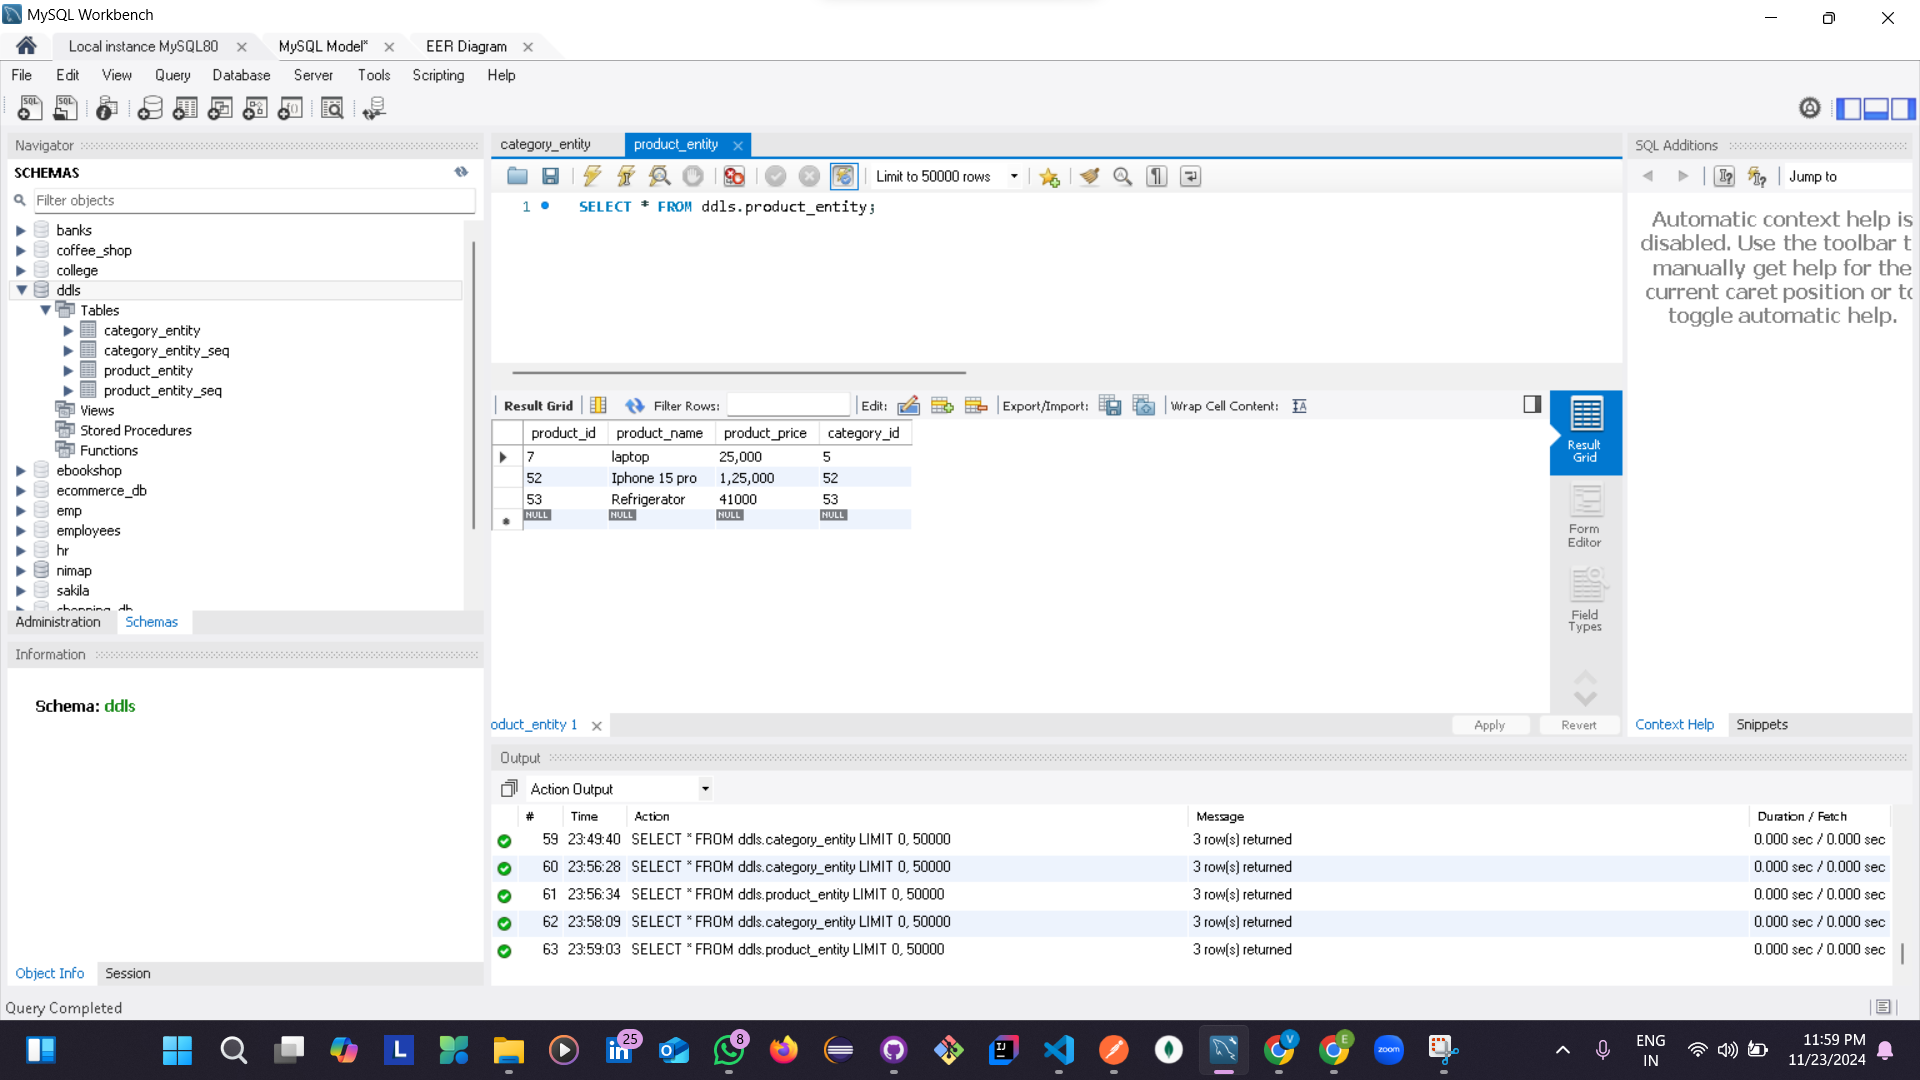 MySQL Workbench
Local instance MySQL80
MySQL Model*
EER Diagram
File Edit View Query Database Server Tools Scripting Help
Navigator
SCHEMAS
Filter objects
banks
coffee_shop
college
ddls
Tables
category_entity
category_entity_seq
product_entity
product_entity_seq
Views
Stored Procedures
Functions
ebookshop
ecommerce_db
emp
employees
hr
nimap
sakila
shopping_db
Administration Schemas
Information
Schema: ddls
Object Info Session
Query Completed
category_entity product_entity
Limit to 50000 rows
1 SELECT * FROM ddls.product_entity;
Result Grid Filter Rows: Edit: Export/Import: Wrap Cell Content:
product_id product_name product_price category_id
7 laptop 25,000 5
52 Iphone 15 pro 1,25,000 52
53 Refrigerator 41000 53
NULL NULL NULL NULL
Result
Grid
Form
Editor
Field
Types
oduct_entity 1
Apply Revert
SQL Additions
Jump to
Automatic context help is
disabled. Use the toolbar t
manually get help for the
current caret position or to
toggle automatic help.
Context Help Snippets
Output
Action Output
# Time Action Message Duration / Fetch
59 23:49:40 SELECT * FROM ddls.category_entity LIMIT 0, 50000 3 row(s) returned 0.000 sec / 0.000 sec
60 23:56:28 SELECT * FROM ddls.category_entity LIMIT 0, 50000 3 row(s) returned 0.000 sec / 0.000 sec
61 23:56:34 SELECT * FROM ddls.product_entity LIMIT 0, 50000 3 row(s) returned 0.000 sec / 0.000 sec
62 23:58:09 SELECT * FROM ddls.category_entity LIMIT 0, 50000 3 row(s) returned 0.000 sec / 0.000 sec
63 23:59:03 SELECT * FROM ddls.product_entity LIMIT 0, 50000 3 row(s) returned 0.000 sec / 0.000 sec
L
25
8
V
E
zoom
ENG
IN
11:59 PM
11/23/2024